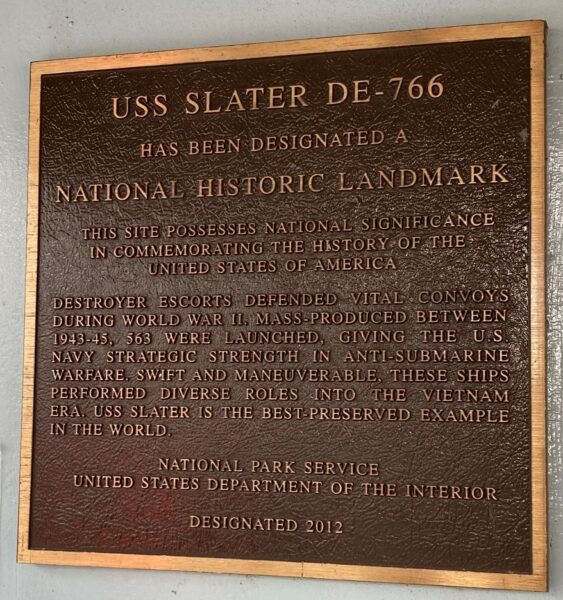 USS SLATER DE-766
HAS BEEN DESIGNATED A
NATIONAL HISTORIC LANDMARK
THIS SITE POSSESSES NATIONAL SIGNIFICANCE
IN COMMEMORATING THE HISTORY OF THE
UNITED STATES OF AMERICA
DESTROYER ESCORTS DEFENDED VITAL CONVOYS
DURING WORLD WAR II. MASS-PRODUCED BETWEEN
1943-45, 563 WERE LAUNCHED, GIVING THE U.S.
NAVY STRATEGIC STRENGTH IN ANTI-SUBMARINE
WARFARE. SWIFT AND MANEUVERABLE, THESE SHIPS
PERFORMED DIVERSE ROLES INTO THE VIETNAM
ERA. USS SLATER IS THE BEST-PRESERVED EXAMPLE
IN THE WORLD.
NATIONAL PARK SERVICE
UNITED STATES DEPARTMENT OF THE INTERIOR
DESIGNATED 2012